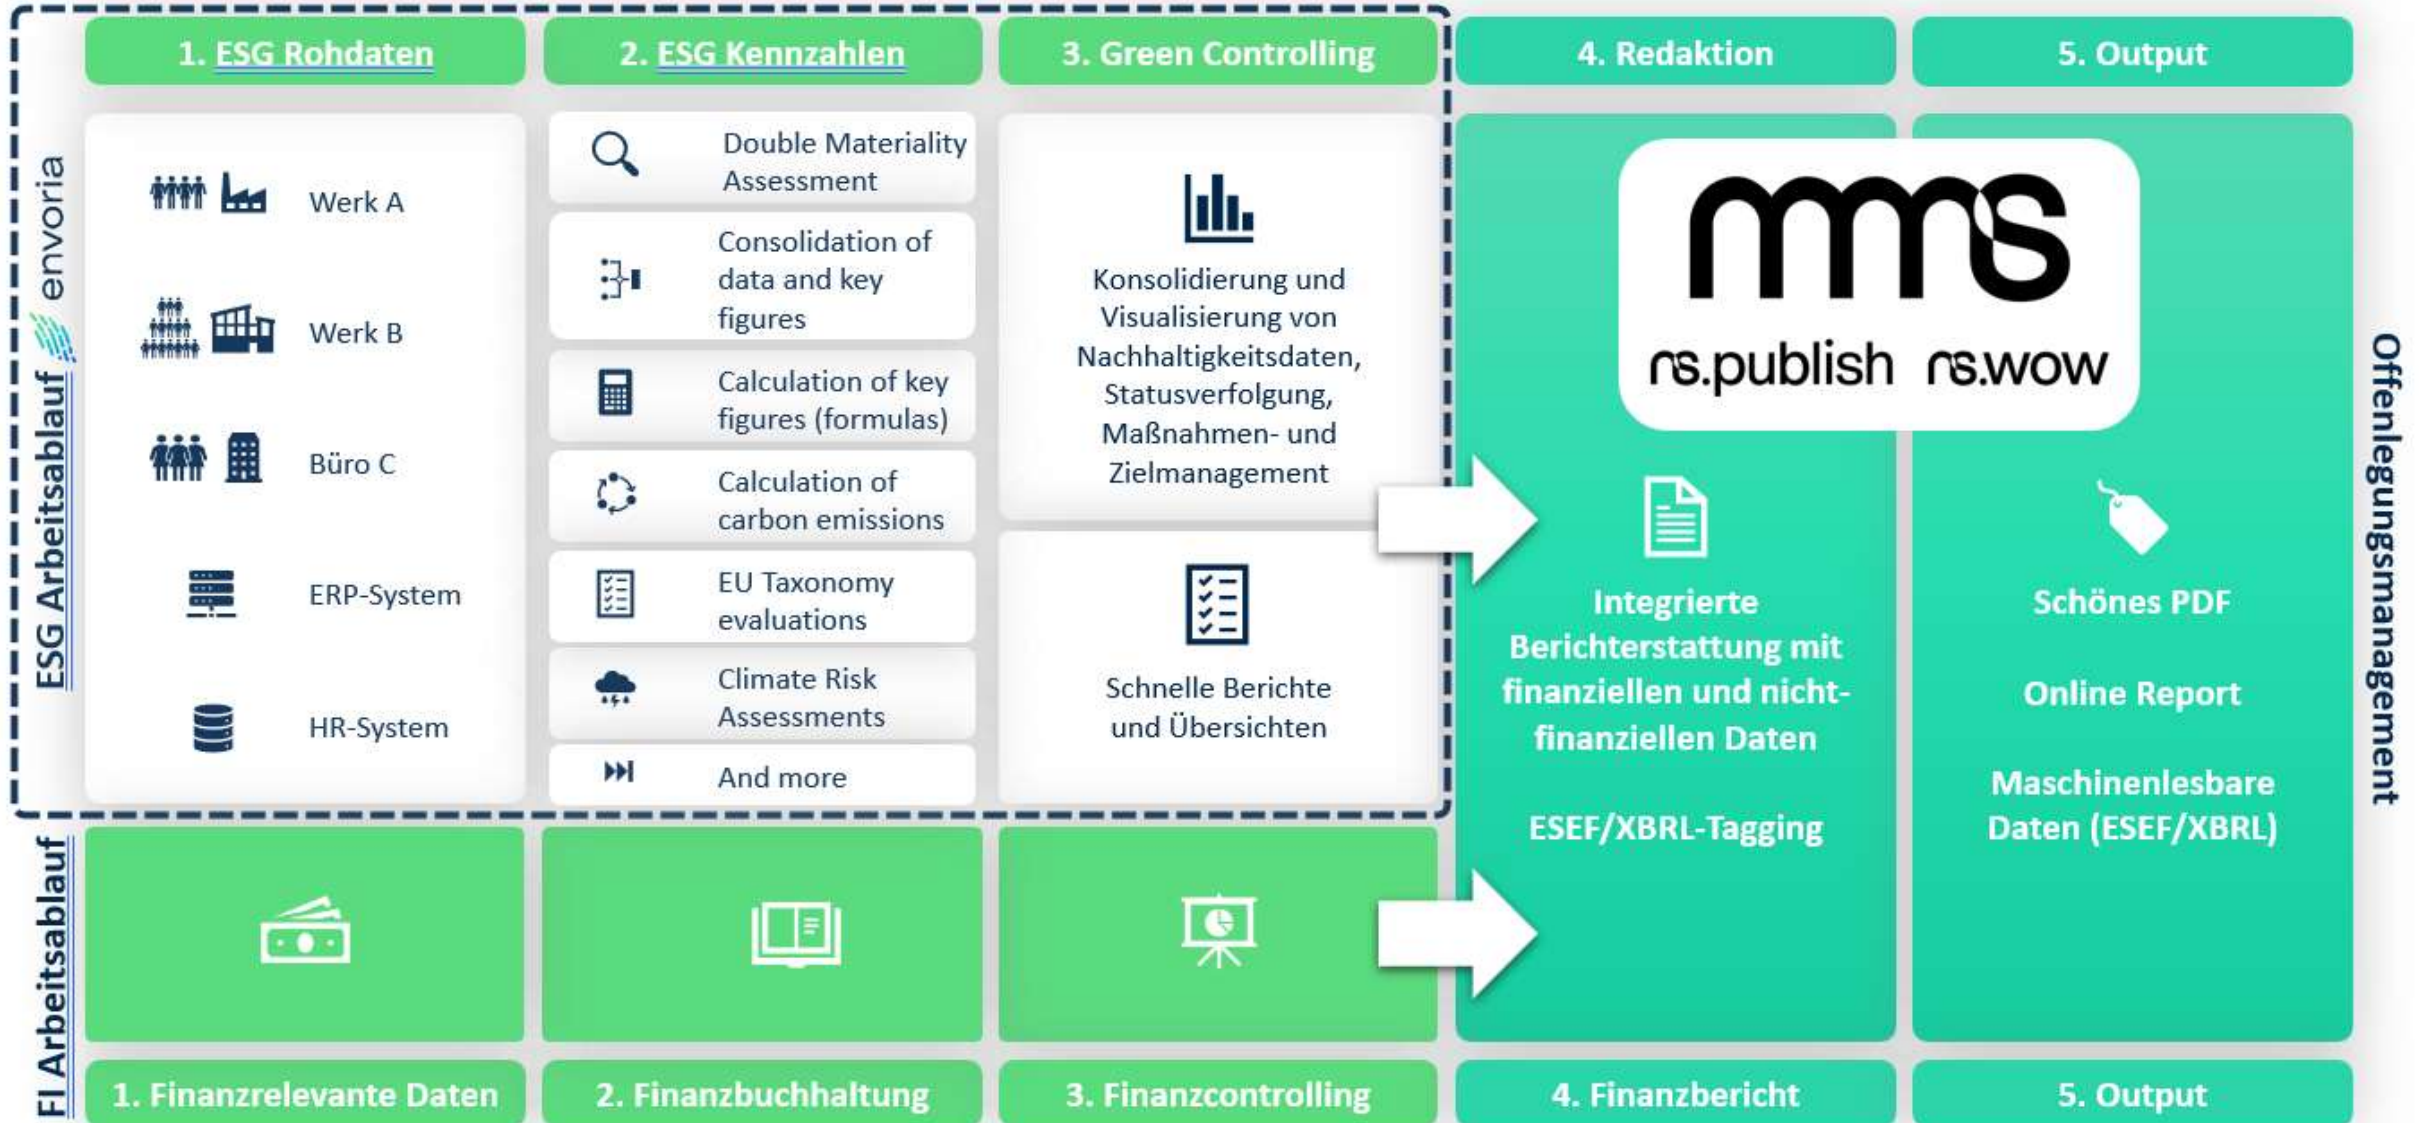 1. ESG Rohdaten
2. ESG Kennzahlen
3. Green Controlling
4. Redaktion
5. Output
ESG Arbeitsablauf
envoria
Werk A
Werk B
Büro C
ERP-System
HR-System
Double Materiality
Assessment
Consolidation of
data and key
figures
Calculation of key
figures (formulas)
Calculation of
carbon emissions
EU Taxonomy
evaluations
Climate Risk
Assessments
And more
Konsolidierung und
Visualisierung von
Nachhaltigkeitsdaten,
Statusverfolgung,
Maßnahmen- und
Zielmanagement
Schnelle Berichte
und Übersichten
mms
rs.publish rs.wow
Integrierte
Berichterstattung mit
finanziellen und nicht-
finanziellen Daten
ESEF/XBRL-Tagging
Schönes PDF
Online Report
Maschinenlesbare
Daten (ESEF/XBRL)
Offenlegungsmanagement
FI Arbeitsablauf
1. Finanzrelevante Daten
2. Finanzbuchhaltung
3. Finanzcontrolling
4. Finanzbericht
5. Output